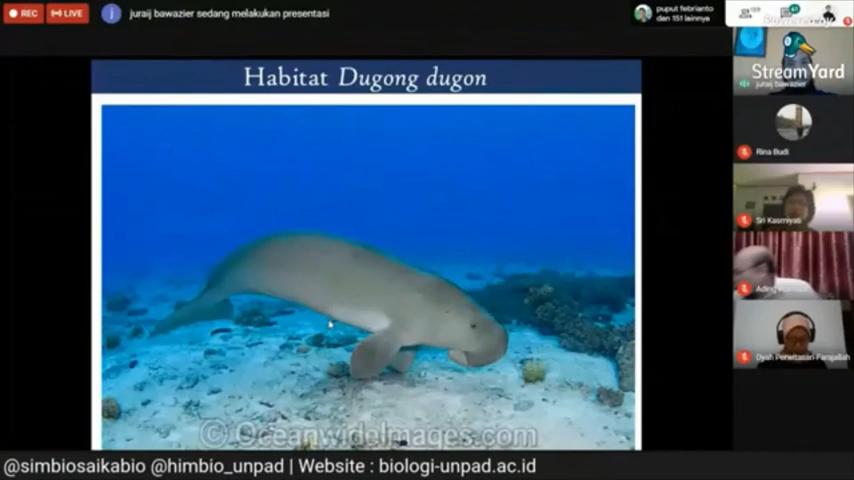 REC
LIVE
j
juraij bawazier sedang melakukan presentasi
puput febrianto
dan 151 lainnya
Habitat Dugong dugon
StreamYard
juraij bawazier
Rina Budi
Sri Kasmiyati
Ading
Dyah Perwitasari-Farajallah
© OceanwideImages.com
@simbiosaikabio @himbio_unpad | Website : biologi-unpad.ac.id